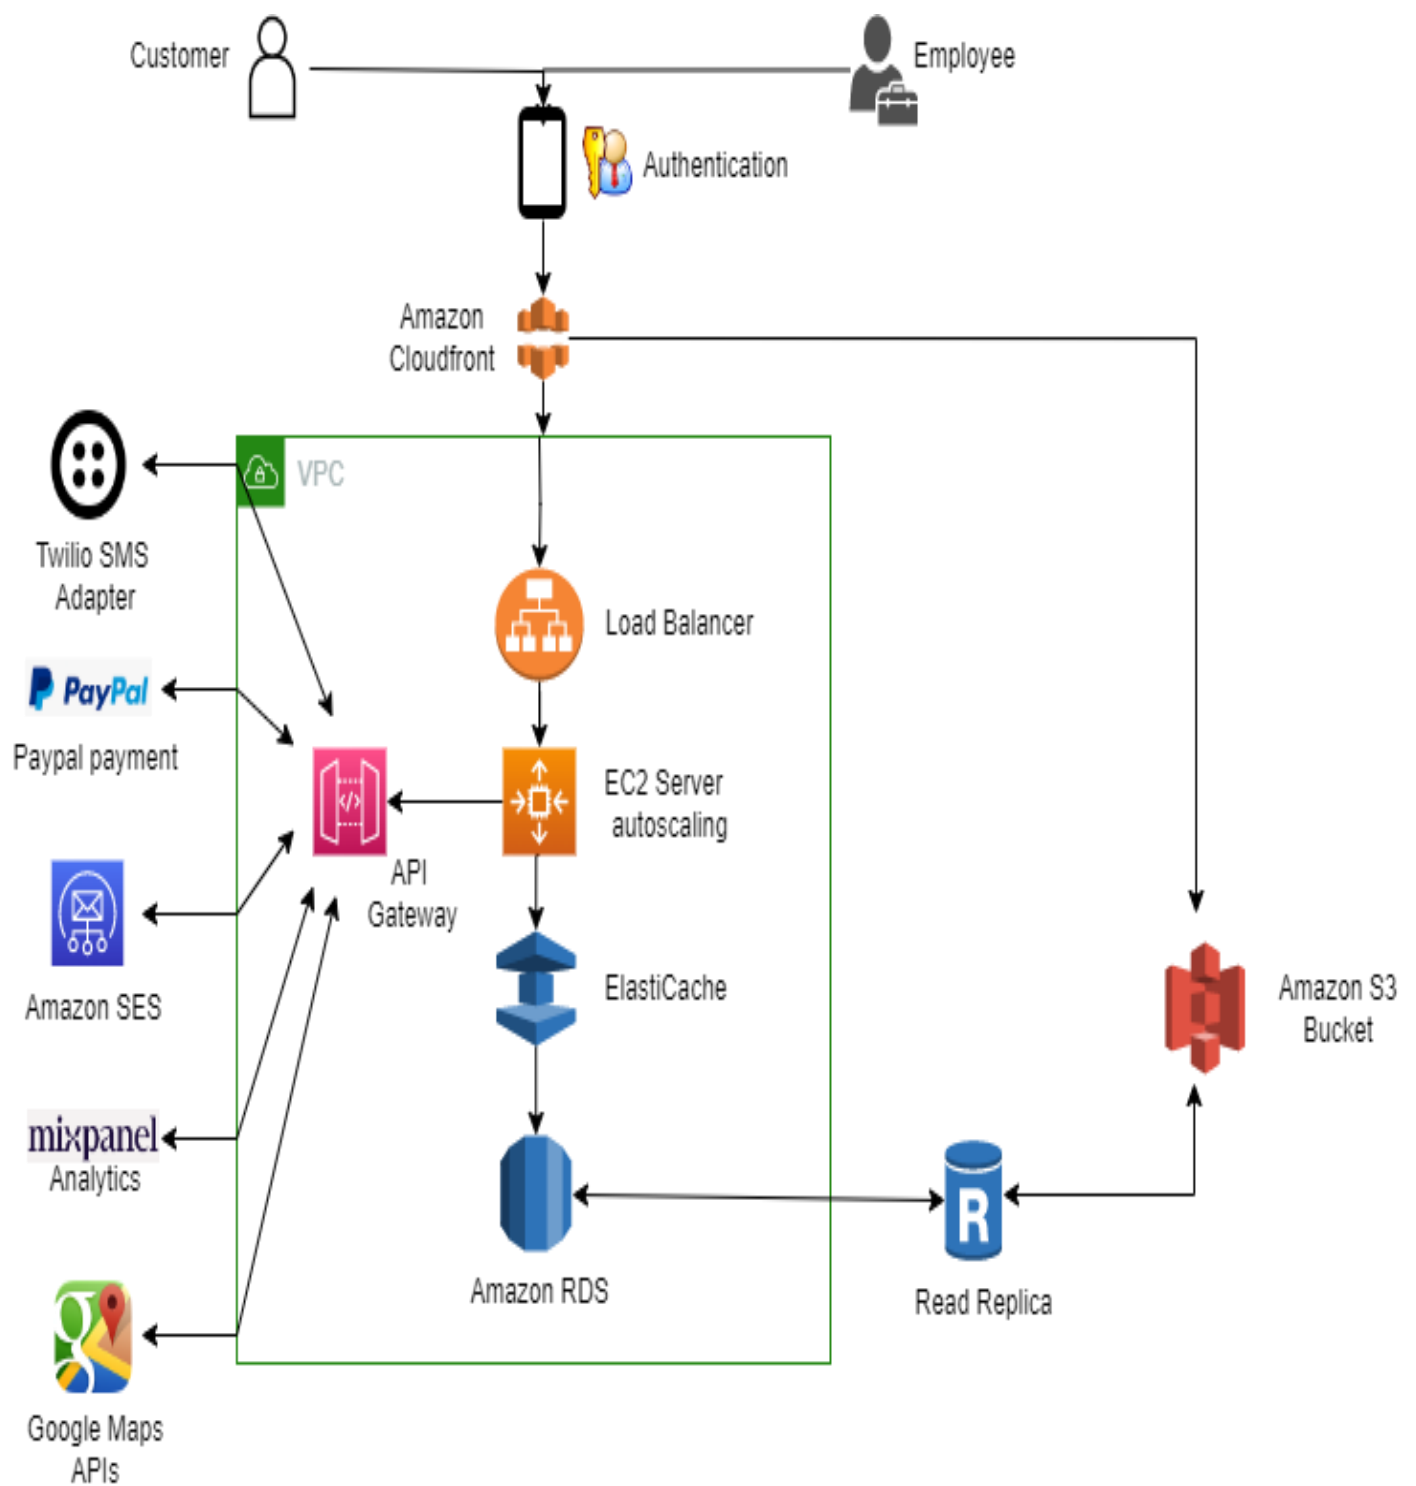 Customer
Employee
Authentication
Amazon
Cloudfront
VPC
Twilio SMS
Adapter
Load Balancer
PayPal
Paypal payment
EC2 Server
autoscaling
API
Gateway
Amazon SES
ElastiCache
Amazon S3
Bucket
mixpanel
Analytics
R
Amazon RDS
Read Replica
g
Google Maps
APIs